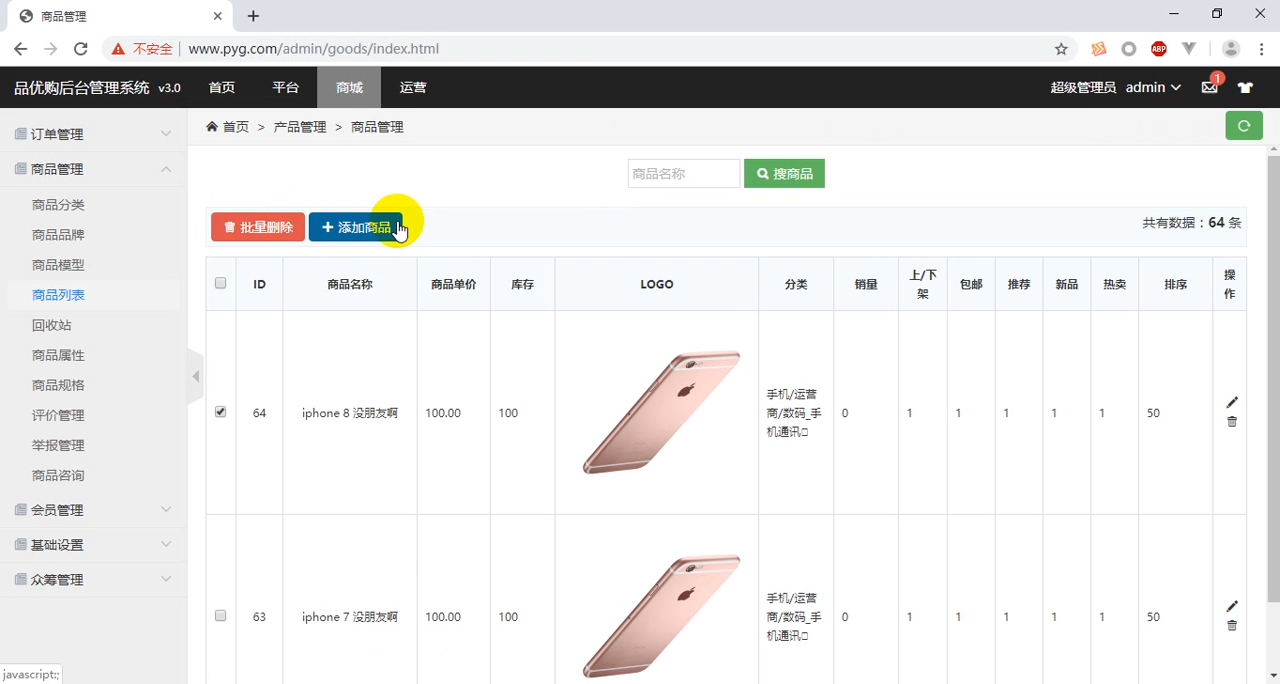 商品管理
不安全 www.pyg.com/admin/goods/index.html
ABP
品优购后台管理系统 v3.0 首页 平台 商城 运营 超级管理员 admin 1
订单管理
商品管理
商品分类
商品品牌
商品模型
商品列表
回收站
商品属性
商品规格
评价管理
举报管理
商品咨询
会员管理
基础设置
众筹管理
首页 > 产品管理 > 商品管理
商品名称 搜商品
批量删除 添加商品 共有数据：64 条
ID 商品名称 商品单价 库存 LOGO 分类 销量 上/下架 包邮 推荐 新品 热卖 排序 操作
64 iphone 8 没朋友啊 100.00 100 手机/运营商/数码_手机通讯 0 1 1 1 1 1 50
63 iphone 7 没朋友啊 100.00 100 手机/运营商/数码_手机通讯 0 1 1 1 1 1 50
javascript:;